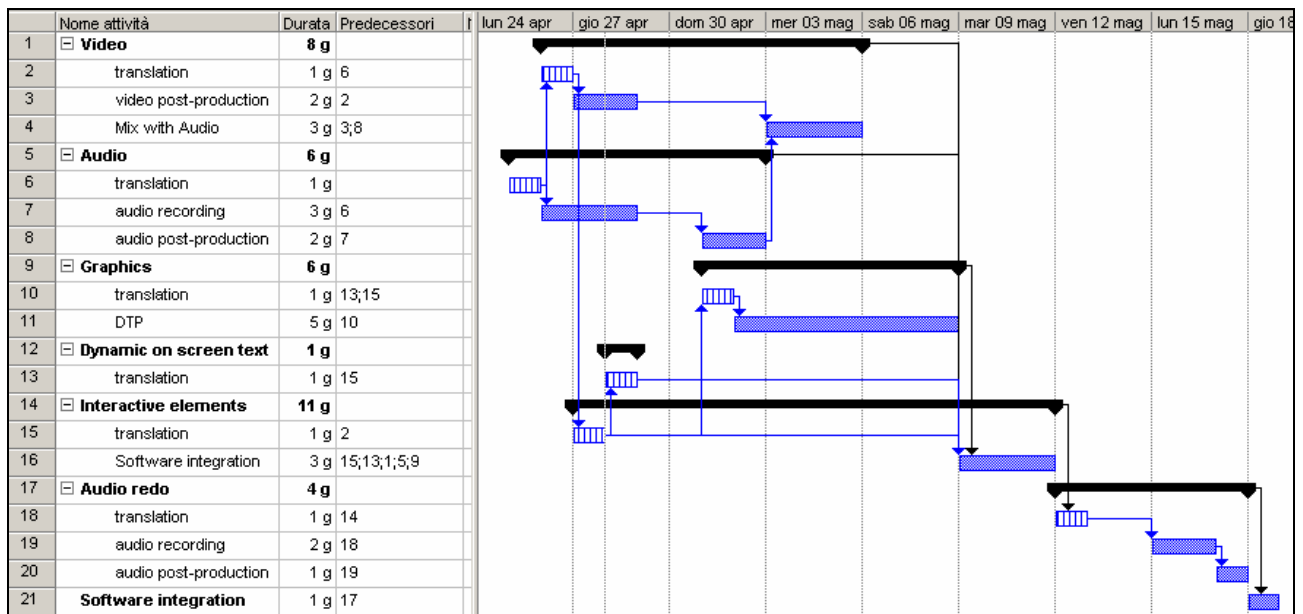 Nome attività Durata Predecessori lun 24 apr gio 27 apr dom 30 apr mer 03 mag sab 06 mag mar 09 mag ven 12 mag lun 15 mag gio 18
1 Video 8 g
2 translation 1 g 6
3 video post-production 2 g 2
4 Mix with Audio 3 g 3;8
5 Audio 6 g
6 translation 1 g
7 audio recording 3 g 6
8 audio post-production 2 g 7
9 Graphics 6 g
10 translation 1 g 13;15
11 DTP 5 g 10
12 Dynamic on screen text 1 g
13 translation 1 g 15
14 Interactive elements 11 g
15 translation 1 g 2
16 Software integration 3 g 15;13;1;5;9
17 Audio redo 4 g
18 translation 1 g 14
19 audio recording 2 g 18
20 audio post-production 1 g 19
21 Software integration 1 g 17